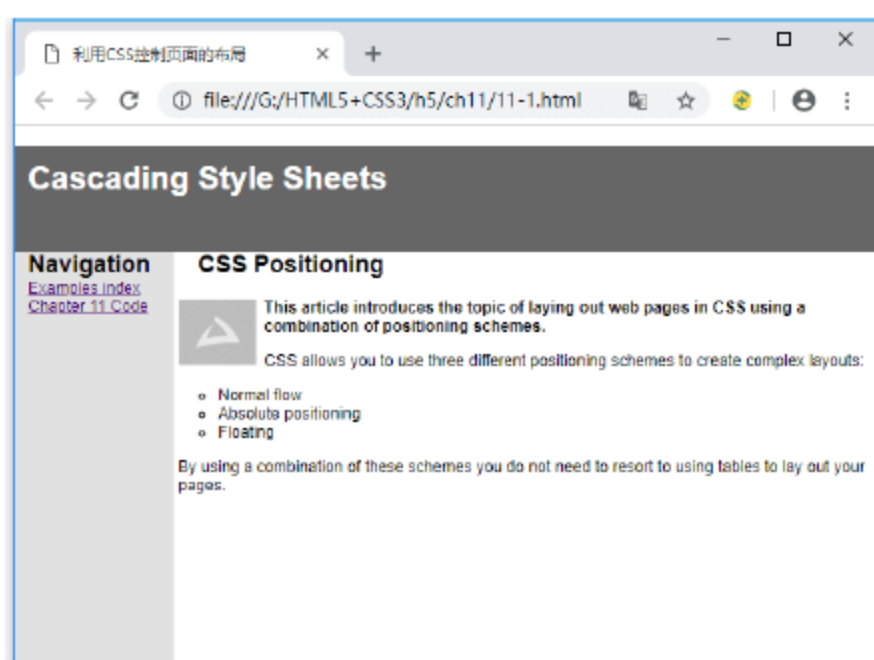 利用CSS控制页面的布局
file:///G:/HTML5+CSS3/h5/ch11/11-1.html
Cascading Style Sheets
Navigation
Examples index
Chapter 11 Code
CSS Positioning
This article introduces the topic of laying out web pages in CSS using a
combination of positioning schemes.
CSS allows you to use three different positioning schemes to create complex layouts:
Normal flow
Absolute positioning
Floating
By using a combination of these schemes you do not need to resort to using tables to lay out your
pages.